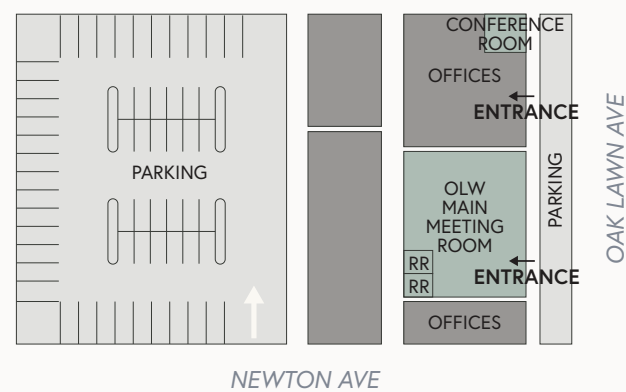 CONFERENCE
ROOM
OFFICES
ENTRANCE
PARKING
OLW
MAIN
MEETING
ROOM
RR
RR
ENTRANCE
OFFICES
PARKING
OAK LAWN AVE
NEWTON AVE